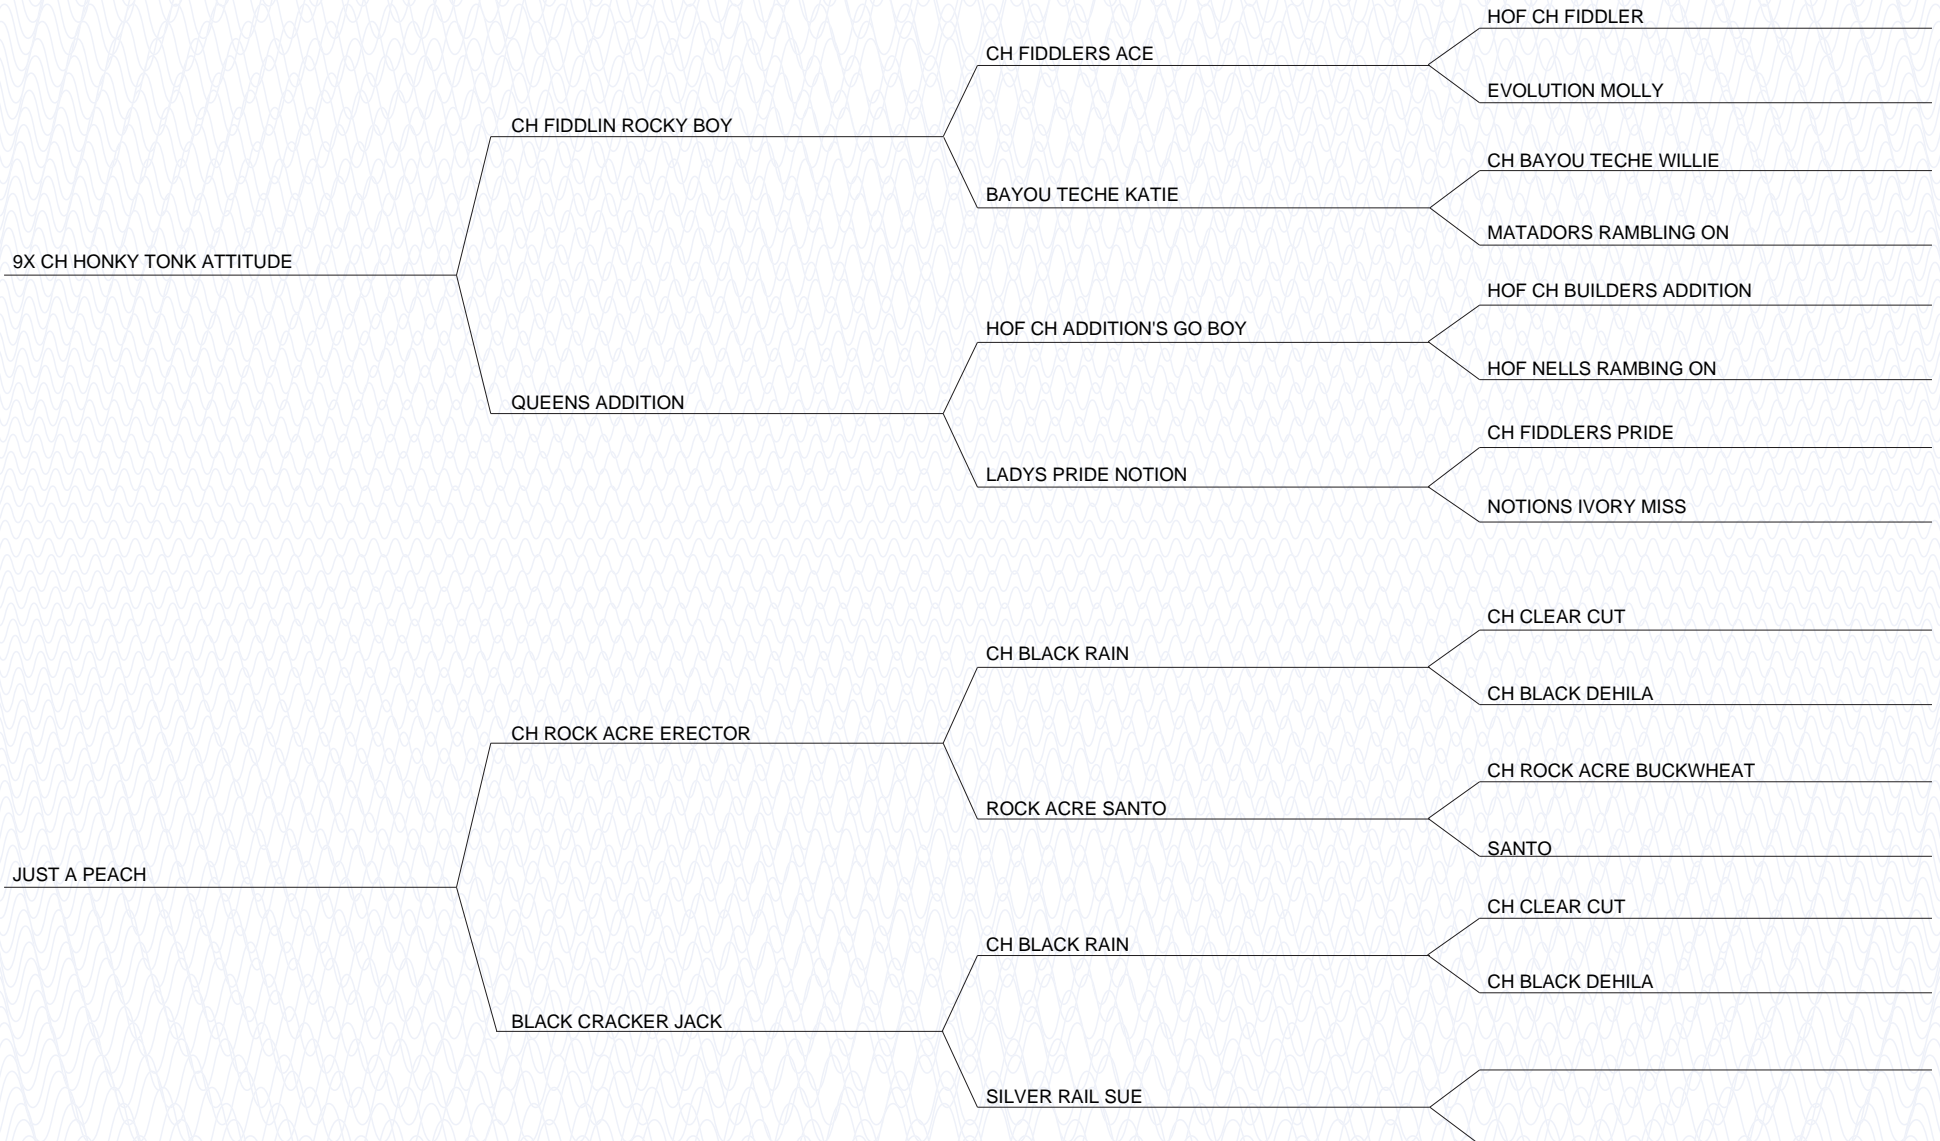 HOF CH FIDDLER
CH FIDDLERS ACE
EVOLUTION MOLLY
CH FIDDLIN ROCKY BOY
CH BAYOU TECHE WILLIE
BAYOU TECHE KATIE
MATADORS RAMBLING ON
9X CH HONKY TONK ATTITUDE
HOF CH BUILDERS ADDITION
HOF CH ADDITION'S GO BOY
HOF NELLS RAMBING ON
QUEENS ADDITION
CH FIDDLERS PRIDE
LADYS PRIDE NOTION
NOTIONS IVORY MISS
CH CLEAR CUT
CH BLACK RAIN
CH BLACK DEHILA
CH ROCK ACRE ERECTOR
CH ROCK ACRE BUCKWHEAT
ROCK ACRE SANTO
SANTO
JUST A PEACH
CH CLEAR CUT
CH BLACK RAIN
CH BLACK DEHILA
BLACK CRACKER JACK
SILVER RAIL SUE